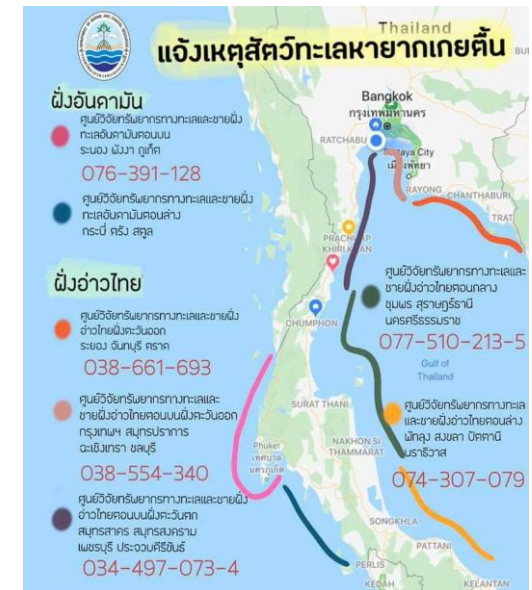 แจ้งเหตุสัตว์ทะเลหายากเกยตื้น
ฝั่งอันดามัน
ศูนย์วิจัยทรัพยากรทางทะเลและชายฝั่ง
ทะเลอันดามันตอนบน
ระนอง พังงา ภูเก็ต
076-391-128
ศูนย์วิจัยทรัพยากรทางทะเลและชายฝั่ง
ทะเลอันดามันตอนล่าง
กระบี่ ตรัง สตูล
ฝั่งอ่าวไทย
ศูนย์วิจัยทรัพยากรทางทะเลและชายฝั่ง
อ่าวไทยฝั่งตะวันออก
ระยอง จันทบุรี ตราด
038-661-693
ศูนย์วิจัยทรัพยากรทางทะเลและ
ชายฝั่งอ่าวไทยตอนบนฝั่งตะวันออก
กรุงเทพฯ สมุทรปราการ
ฉะเชิงเทรา ชลบุรี
038-554-340
ศูนย์วิจัยทรัพยากรทางทะเลและชายฝั่ง
อ่าวไทยตอนบนฝั่งตะวันตก
สมุทรสาคร สมุทรสงคราม
เพชรบุรี ประจวบคีรีขันธ์
034-497-073-4
ศูนย์วิจัยทรัพยากรทางทะเลและ
ชายฝั่งอ่าวไทยตอนกลาง
ชุมพร สุราษฎร์ธานี
นครศรีธรรมราช
077-510-213-5
ศูนย์วิจัยทรัพยากรทางทะเล
และชายฝั่งอ่าวไทยตอนล่าง
พัทลุง สงขลา ปัตตานี
นราธิวาส
074-307-079
Thailand
Bangkok
กรุงเทพมหานคร
RATCHABU
Pattaya City
เมืองพัทยา
RAYONG
CHANTHABURI
TRAT
PRACHUAP
KHIRI KHAN
CHUMPHON
Gulf of
Thailand
SURAT THANI
NAKHON SI
THAMMARAT
Phuket
เทศบาล
นครภูเก็ต
SONGKHLA
PATTANI
PERLIS
KEDAH
KELANTAN